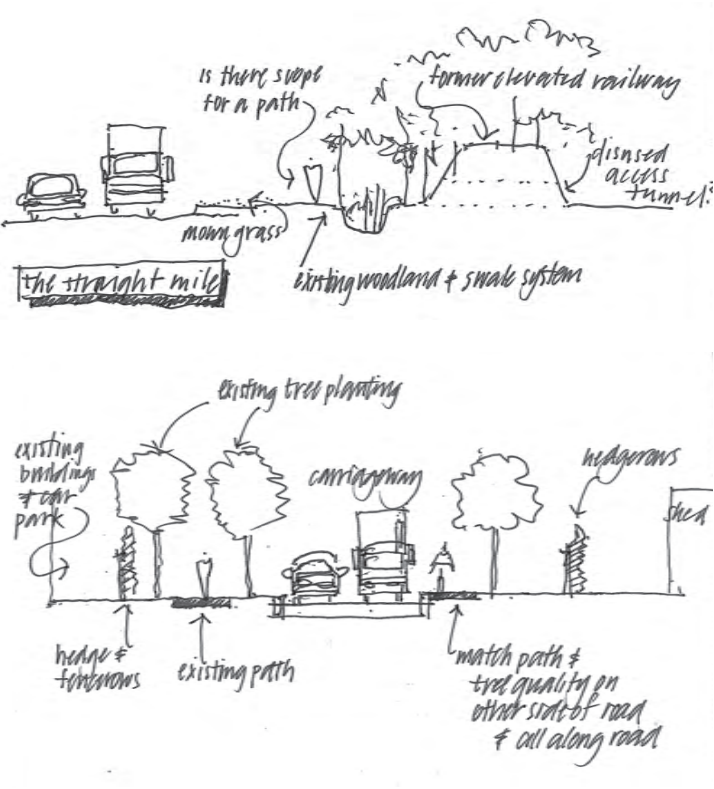 is there scope
for a path
former elevated railway
disused
access
tunnel?
mown grass
existing woodland & swale system
the straight mile
existing tree planting
existing
buildings
& car
park
carriageway
hedgerows
shed
hedge &
fencerows
existing path
match path &
tree quality on
other side of road
& all along road